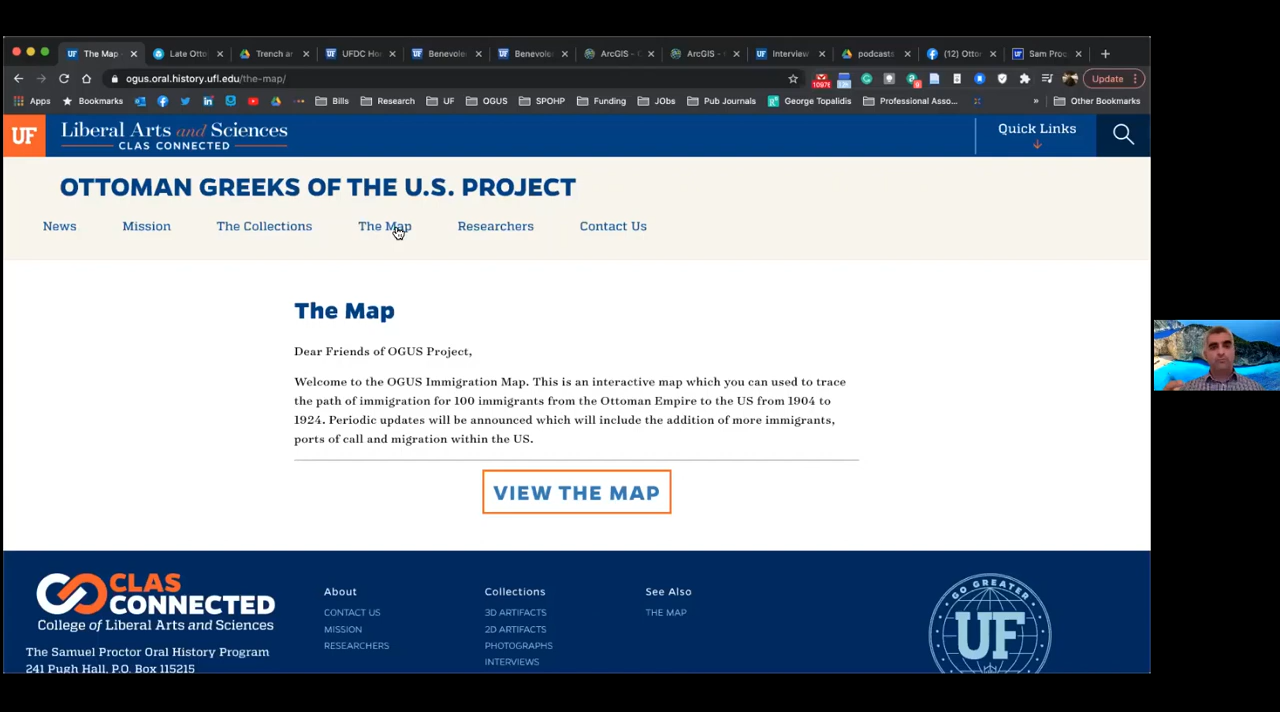 The Map
Late Otto
Trench ar
UFDC Ho
Benevole
Benevole
ArcGIS - C
ArcGIS -
Interview
podcasts
(12) Otto
Sam Proc
ogus.oral.history.ufl.edu/the-map/
Update
Apps
Bookmarks
Bills
Research
UF
OGUS
SPOHP
Funding
JObs
Pub Journals
George Topalidis
Professional Asso...
»
Other Bookmarks
UF
Liberal Arts and Sciences
CLAS CONNECTED
Quick Links
OTTOMAN GREEKS OF THE U.S. PROJECT
News
Mission
The Collections
The Map
Researchers
Contact Us
The Map
Dear Friends of OGUS Project,
Welcome to the OGUS Immigration Map. This is an interactive map which you can used to trace
the path of immigration for 100 immigrants from the Ottoman Empire to the US from 1904 to
1924. Periodic updates will be announced which will include the addition of more immigrants,
ports of call and migration within the US.
VIEW THE MAP
CLAS
CONNECTED
College of Liberal Arts and Sciences
The Samuel Proctor Oral History Program
241 Pugh Hall, P.O. Box 115215
About
CONTACT US
MISSION
RESEARCHERS
Collections
3D ARTIFACTS
2D ARTIFACTS
PHOTOGRAPHS
INTERVIEWS
See Also
THE MAP
GO GREATER
UF